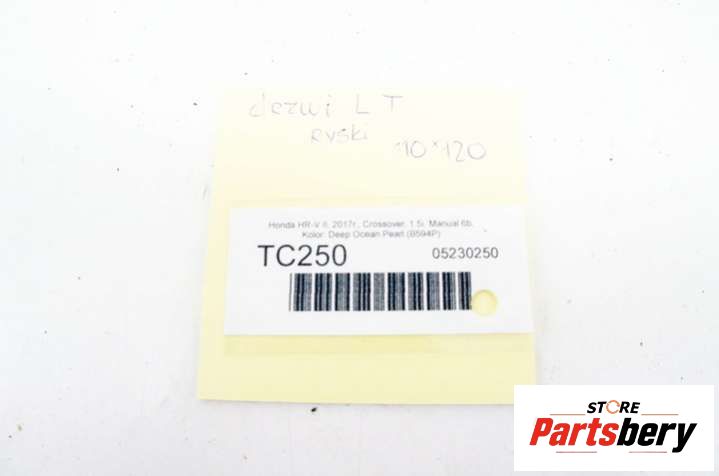 drzwi L T
ryski
10*120
Honda HR-V II, 2017r., Crossover, 1.5i, Manual 6b,
Kolor: Deep Ocean Pearl (B594P)
TC250 05230250
STORE
Partsbery